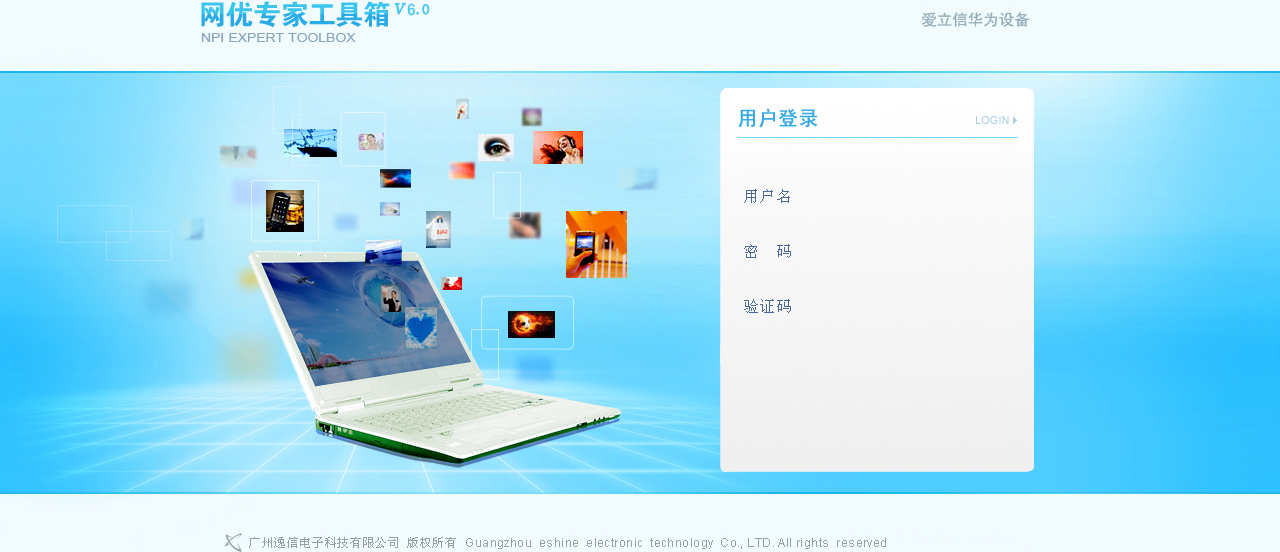 网优专家工具箱 V6.0
NPI EXPERT TOOLBOX
爱立信华为设备
用户登录 LOGIN
用户名
密 码
验证码
广州逸信电子科技有限公司 版权所有 Guangzhou eshine electronic technology Co., LTD. All rights reserved